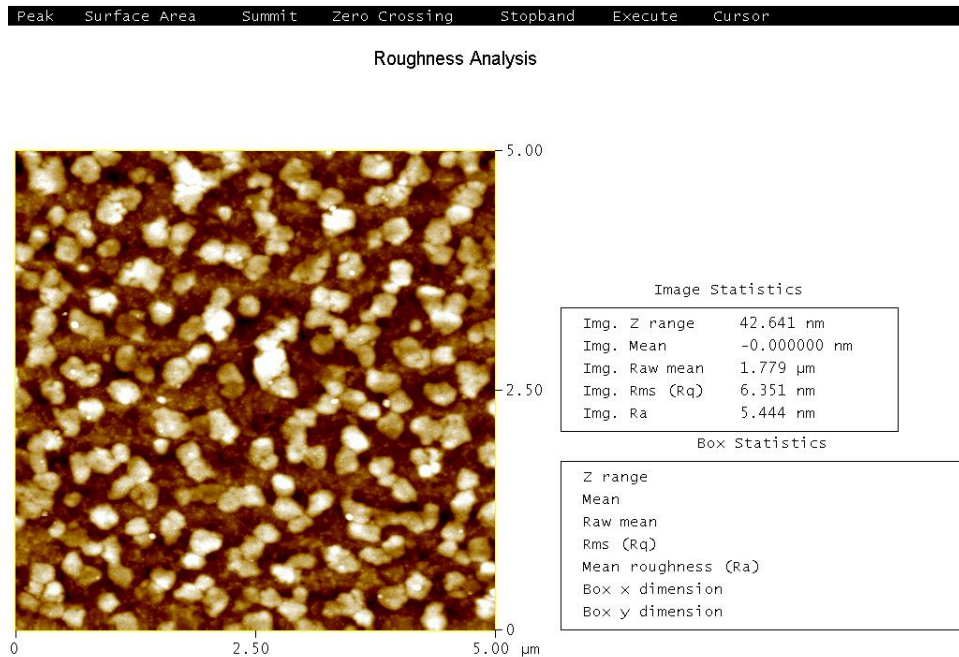 Peak Surface Area Summit Zero Crossing Stopband Execute Cursor
Roughness Analysis
5.00
2.50
0
0 2.50 5.00 µm
Image Statistics
Img. Z range 42.641 nm
Img. Mean -0.000000 nm
Img. Raw mean 1.779 µm
Img. Rms (Rq) 6.351 nm
Img. Ra 5.444 nm
Box Statistics
Z range
Mean
Raw mean
Rms (Rq)
Mean roughness (Ra)
Box x dimension
Box y dimension